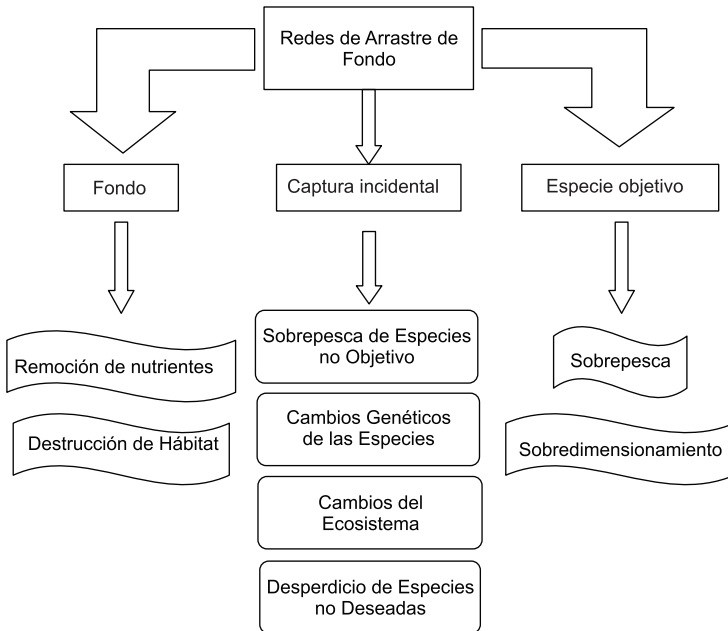 Redes de Arrastre de
Fondo
Fondo
Captura incidental
Especie objetivo
Remoción de nutrientes
Destrucción de Hábitat
Sobrepesca de Especies
no Objetivo
Cambios Genéticos
de las Especies
Cambios del
Ecosistema
Desperdicio de Especies
no Deseadas
Sobrepesca
Sobredimensionamiento